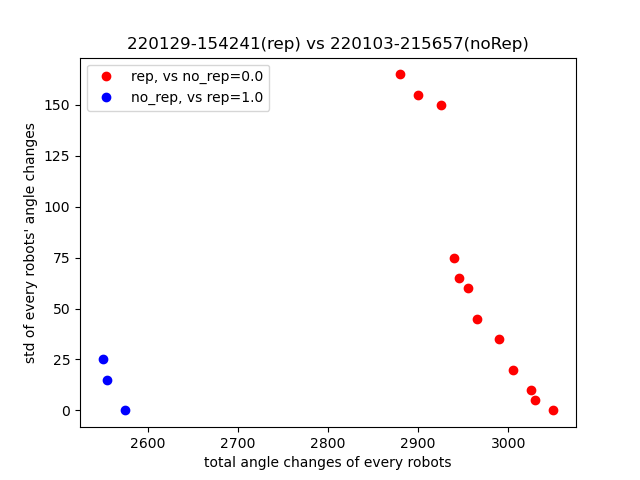 220129-154241(rep) vs 220103-215657(noRep)
rep, vs no_rep=0.0
no_rep, vs rep=1.0
std of every robots' angle changes
150
125
100
75
50
25
0
2600 2700 2800 2900 3000
total angle changes of every robots